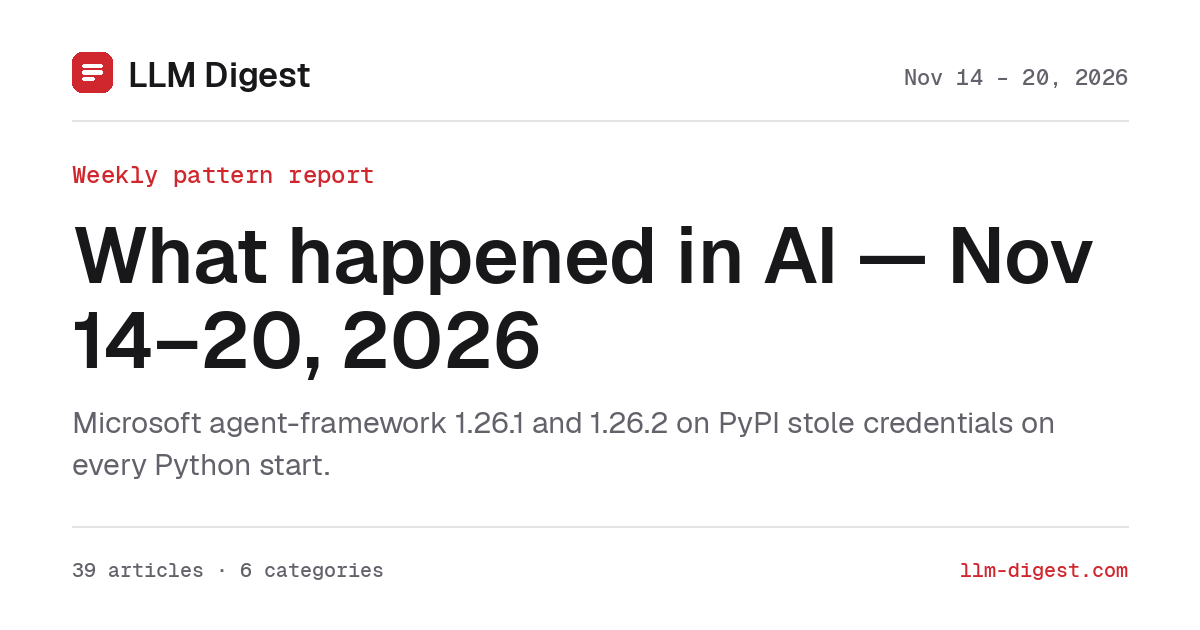 LLM Digest
Nov 14 – 20, 2026
Weekly pattern report
What happened in AI — Nov
14–20, 2026
Microsoft agent-framework 1.26.1 and 1.26.2 on PyPI stole credentials on
every Python start.
39 articles · 6 categories
llm-digest.com